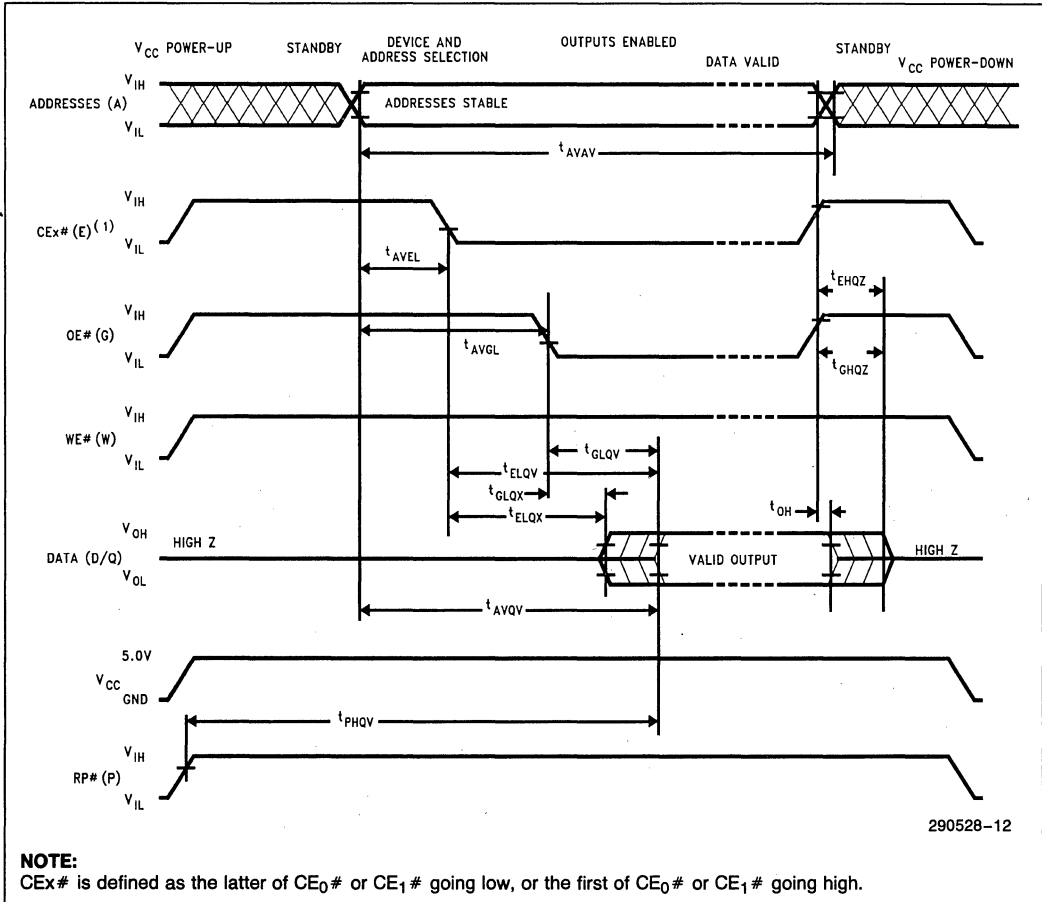 V_CC POWER-UP STANDBY DEVICE AND ADDRESS SELECTION OUTPUTS ENABLED DATA VALID STANDBY V_CC POWER-DOWN
V_IH
ADDRESSES (A) ADDRESSES STABLE
V_IL
t_AVAV
V_IH
CEx# (E)(1)
V_IL
t_AVEL
t_EHQZ
V_IH
OE# (G)
V_IL
t_AVGL
t_GHQZ
V_IH
WE# (W)
V_IL
t_GLQV
t_ELQV
t_GLQX
t_ELQX
t_OH
V_OH
DATA (D/Q) HIGH Z VALID OUTPUT HIGH Z
V_OL
t_AVQV
5.0V
V_CC
GND
t_PHQV
V_IH
RP# (P)
V_IL
290528-12
NOTE:
CEx# is defined as the latter of CE0# or CE1# going low, or the first of CE0# or CE1# going high.